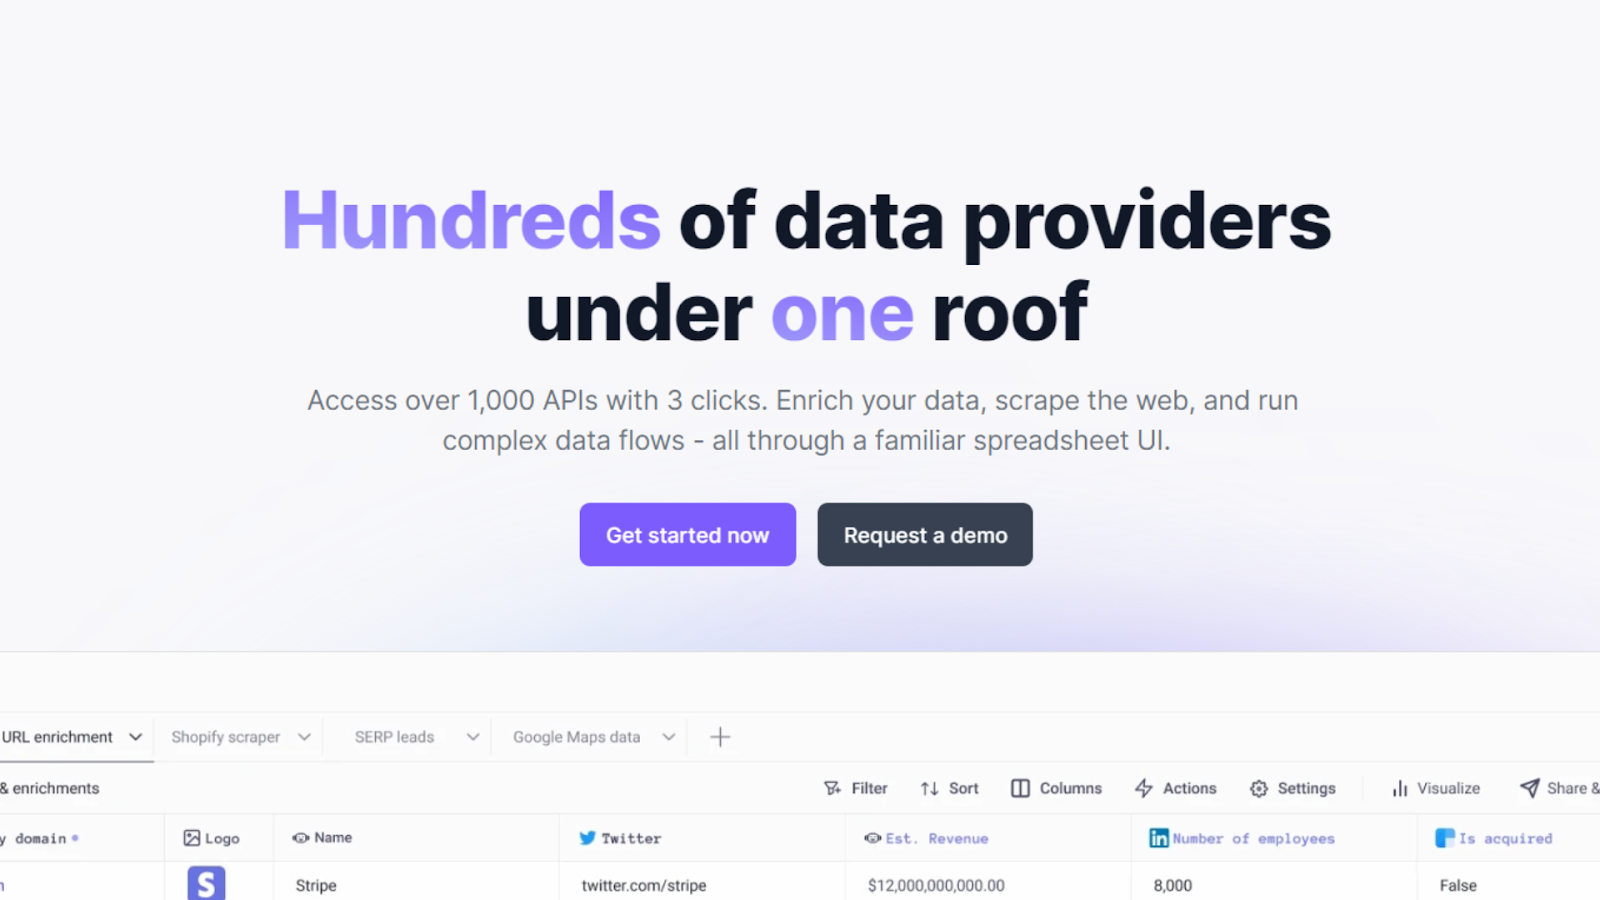 Hundreds of data providers
under one roof
Access over 1,000 APIs with 3 clicks. Enrich your data, scrape the web, and run
complex data flows - all through a familiar spreadsheet UI.
Get started now Request a demo
URL enrichment Shopify scraper SERP leads Google Maps data
& enrichments Filter Sort Columns Actions Settings Visualize Share &
y domain Logo Name Twitter Est. Revenue in Number of employees Is acquired
S Stripe twitter.com/stripe $12,000,000,000.00 8,000 False